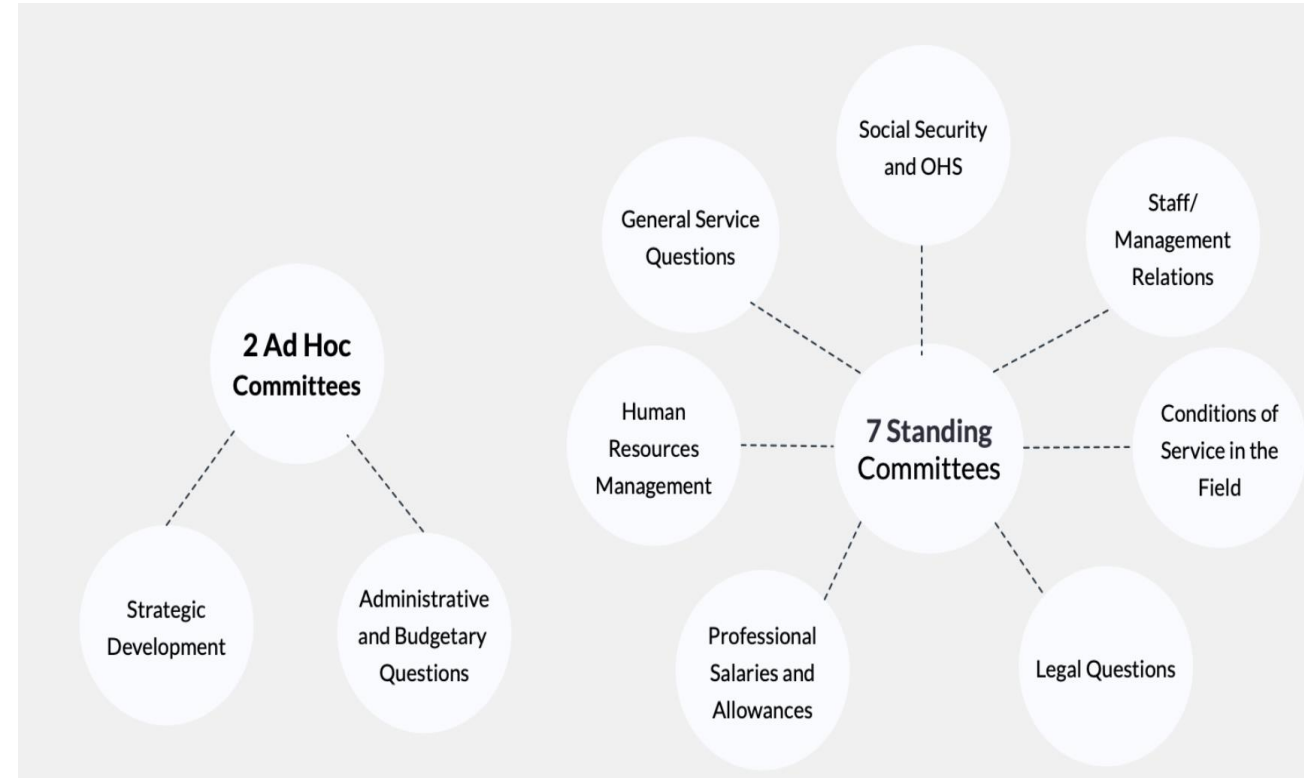 2 Ad Hoc
Committees
Strategic
Development
Administrative
and Budgetary
Questions
Social Security
and OHS
General Service
Questions
Staff/
Management
Relations
Human
Resources
Management
7 Standing
Committees
Conditions of
Service in the
Field
Professional
Salaries and
Allowances
Legal Questions